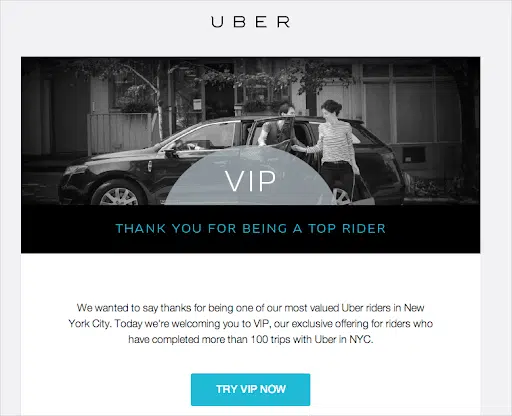 UBER
VIP
THANK YOU FOR BEING A TOP RIDER
We wanted to say thanks for being one of our most valued Uber riders in New
York City. Today we're welcoming you to VIP, our exclusive offering for riders who
have completed more than 100 trips with Uber in NYC.
TRY VIP NOW